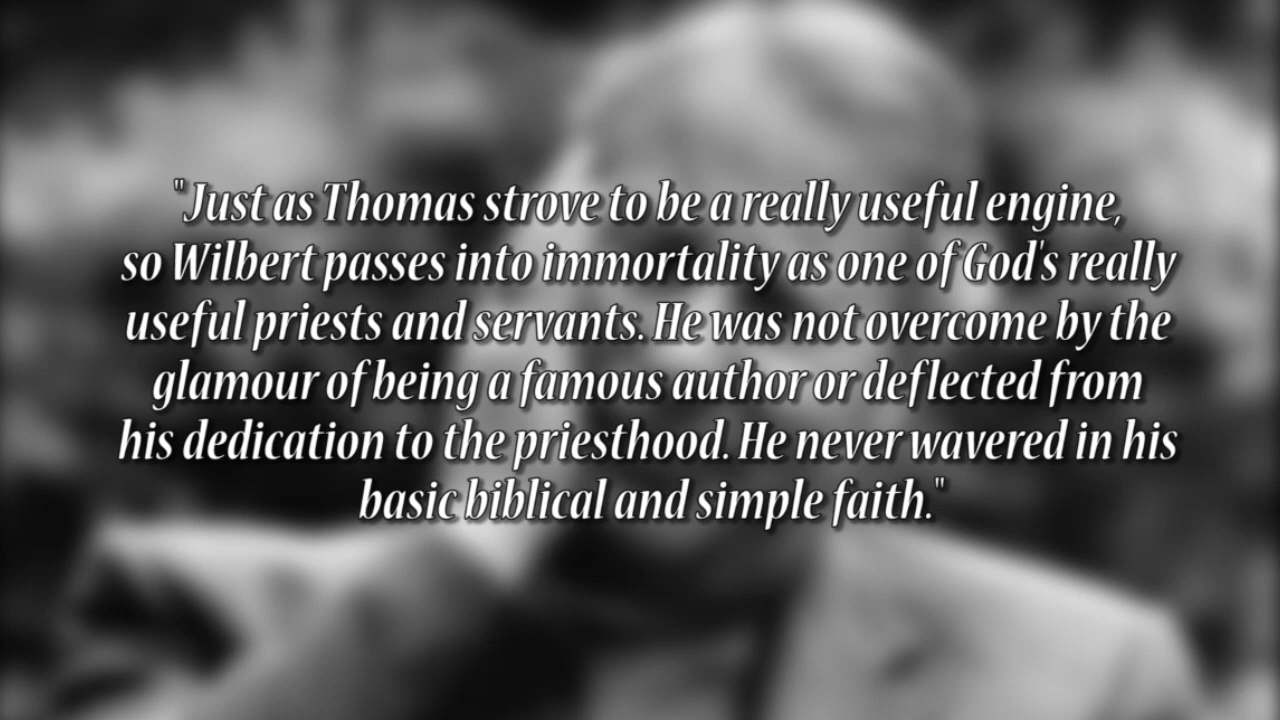 "Just as Thomas strove to be a really useful engine,
so Wilbert passes into immortality as one of God's really
useful priests and servants. He was not overcome by the
glamour of being a famous author or deflected from
his dedication to the priesthood. He never wavered in his
basic biblical and simple faith."